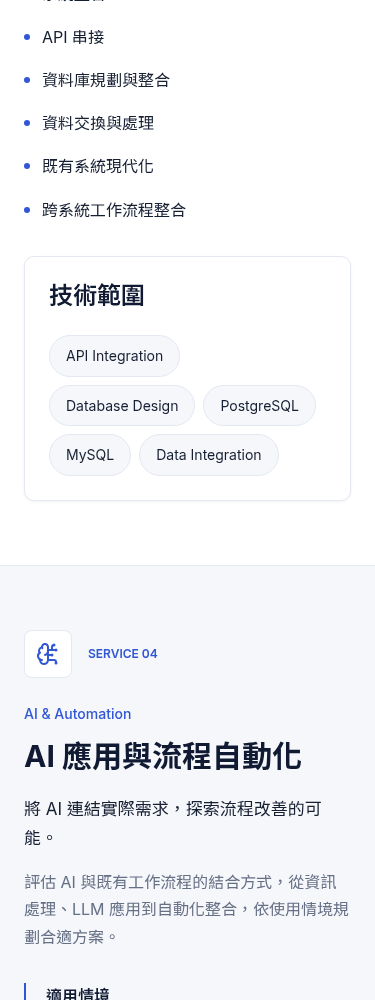 API 串接
資料庫規劃與整合
資料交換與處理
既有系統現代化
跨系統工作流程整合
技術範圍
API Integration
Database Design PostgreSQL
MySQL Data Integration
SERVICE 04
AI & Automation
AI 應用與流程自動化
將 AI 連結實際需求，探索流程改善的可
能。
評估 AI 與既有工作流程的結合方式，從資訊
處理、LLM 應用到自動化整合，依使用情境規
劃合適方案。
適用情境